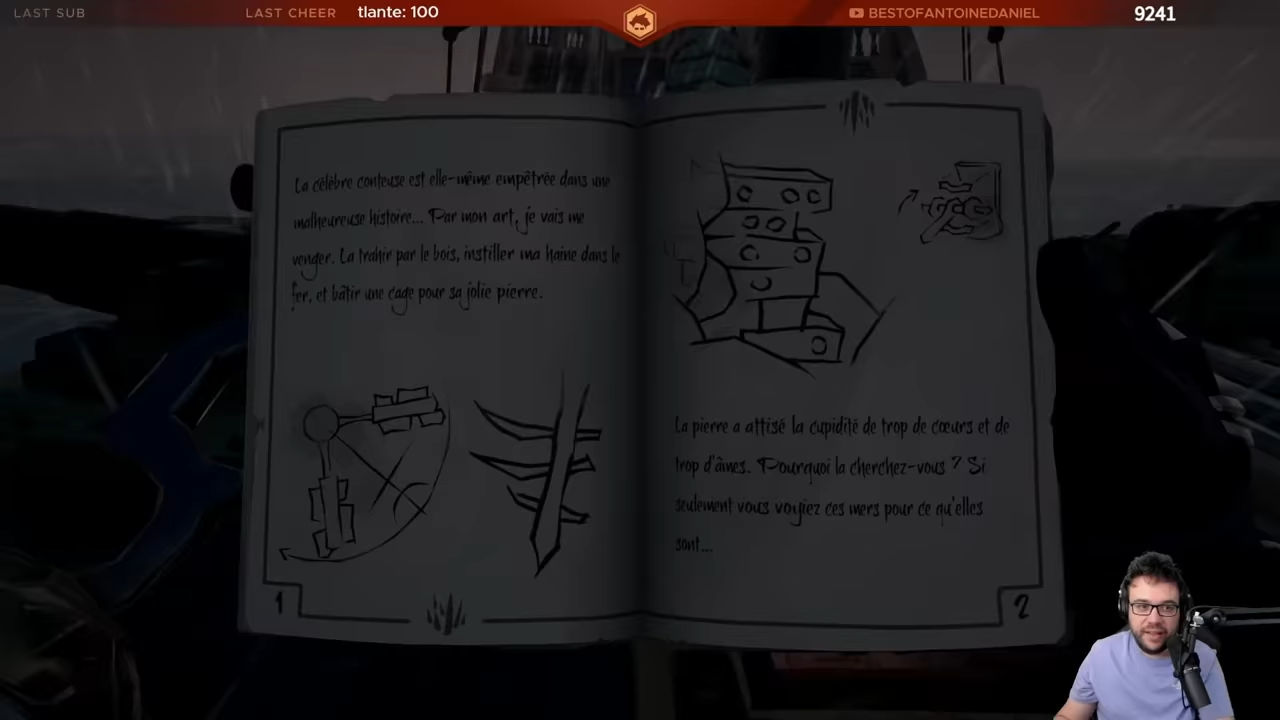 LAST SUB LAST CHEER tlante: 100 BESTOFANTOINEDANIEL 9241
La célèbre conteuse est elle-même empêtrée dans une
malheureuse histoire... Par mon art, je vais me
venger. La trahir par le bois, instiller ma haine dans le
fer, et bâtir une cage pour sa jolie pierre.
1
La pierre a attisé la cupidité de trop de cœurs et de
trop d'âmes. Pourquoi la cherchez-vous ? Si
seulement vous voyiez ces mers pour ce qu'elles
sont...
2